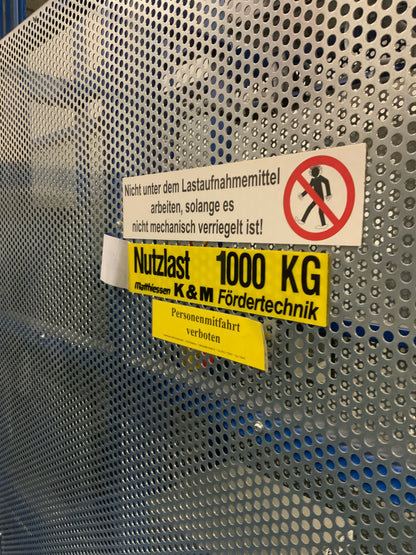 Nicht unter dem Lastaufnahmemittel
arbeiten, solange es
nicht mechanisch verriegelt ist!
Nutzlast 1000 KG
Matthiessen K & M Fördertechnik
Personenmitfahrt
verboten